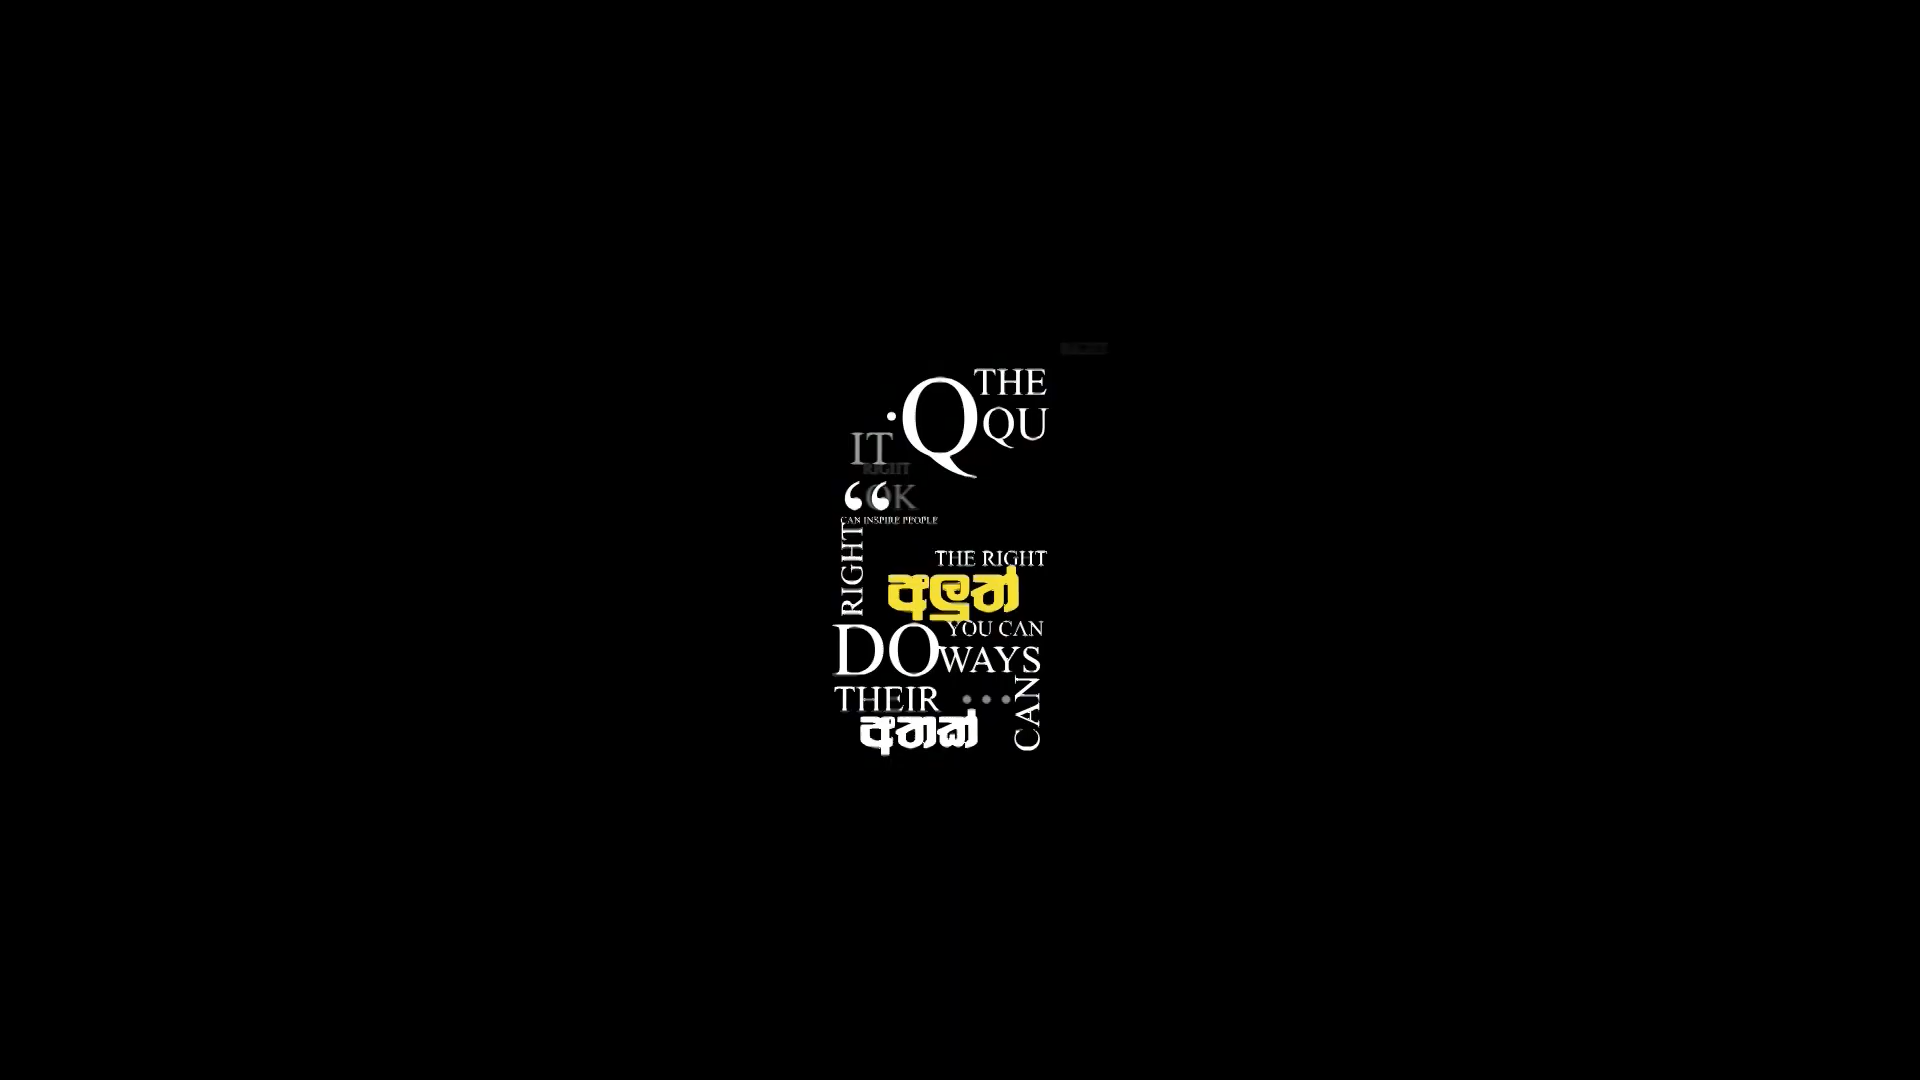 THE
Q
QU
IT
RIGHT
“
OK
CAN INSPIRE PEOPLE
RIGHT
THE RIGHT
අලුත්
YOU CAN
DO
WAYS
THEIR
...
CAN
අතක්